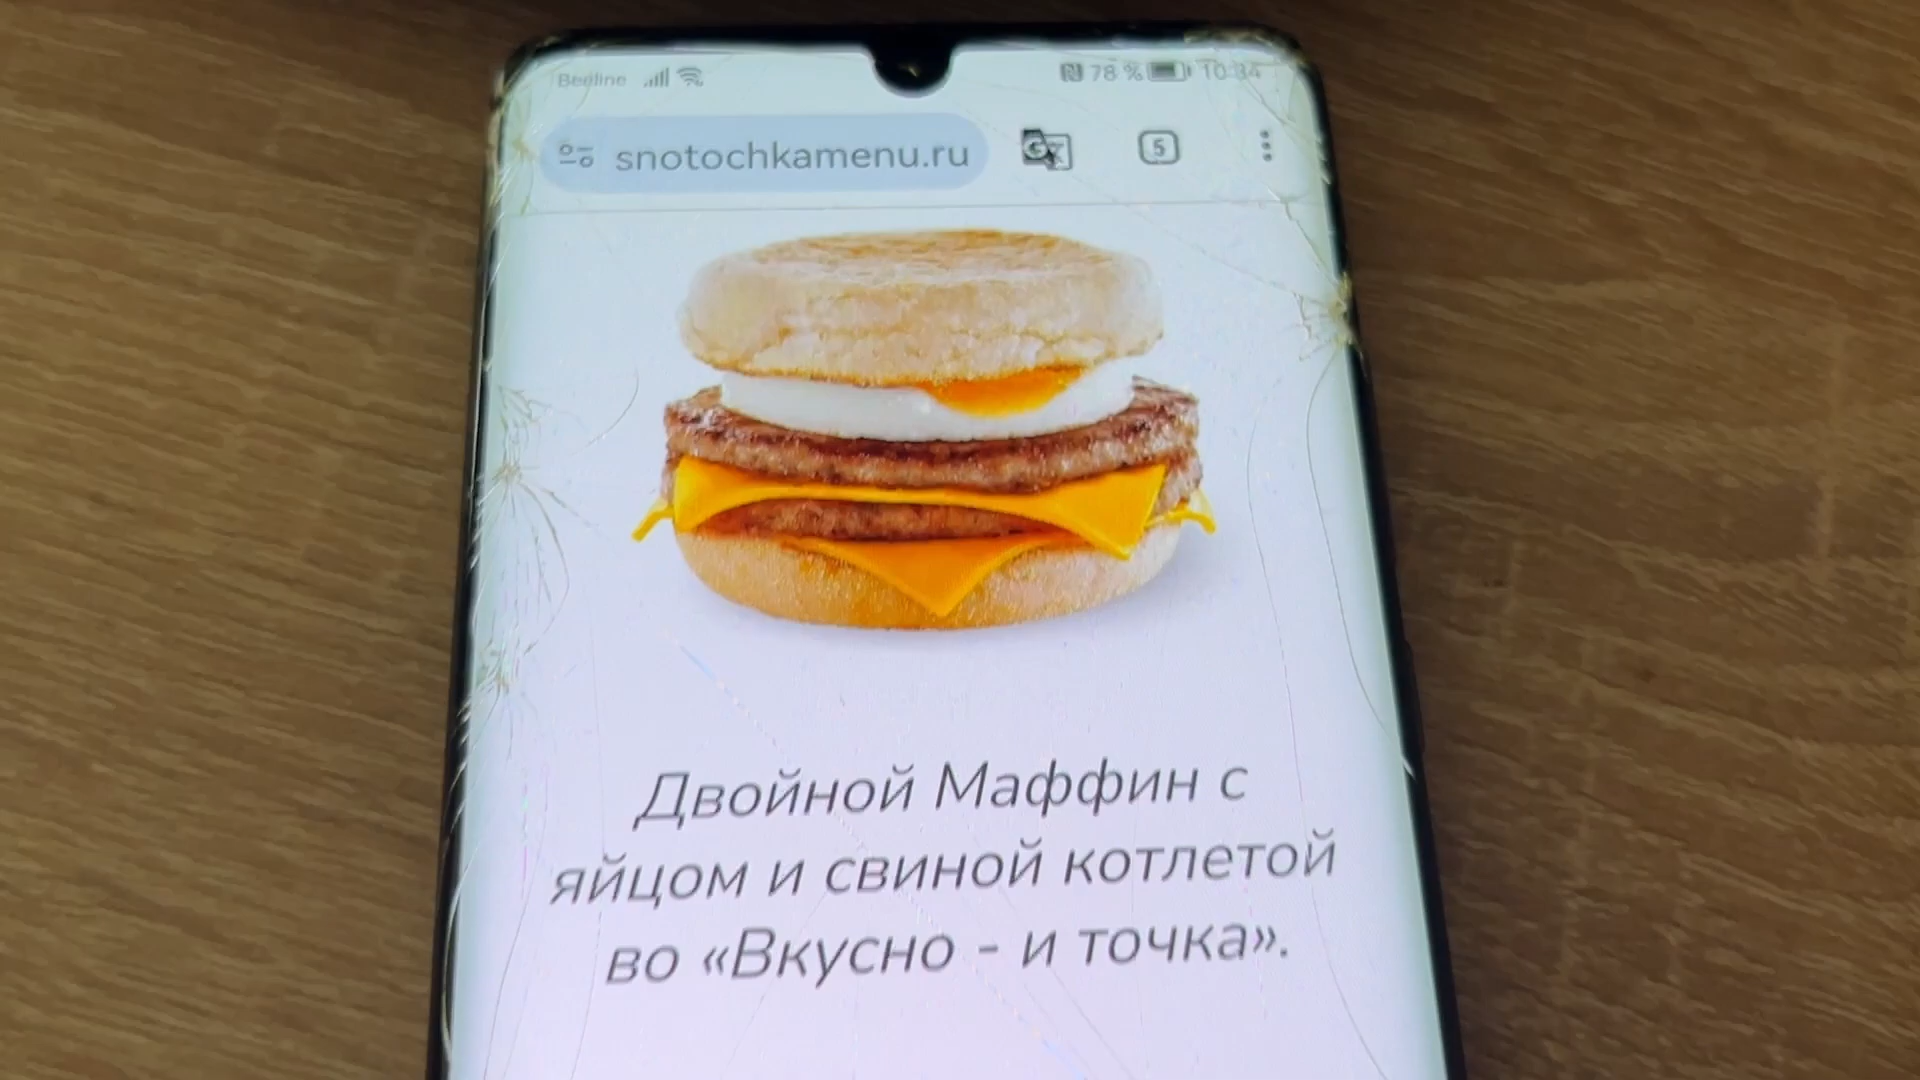 Beeline 78 % 10:34
snotochkamenu.ru 5
Двойной Маффин с
яйцом и свиной котлетой
во «Вкусно - и точка».